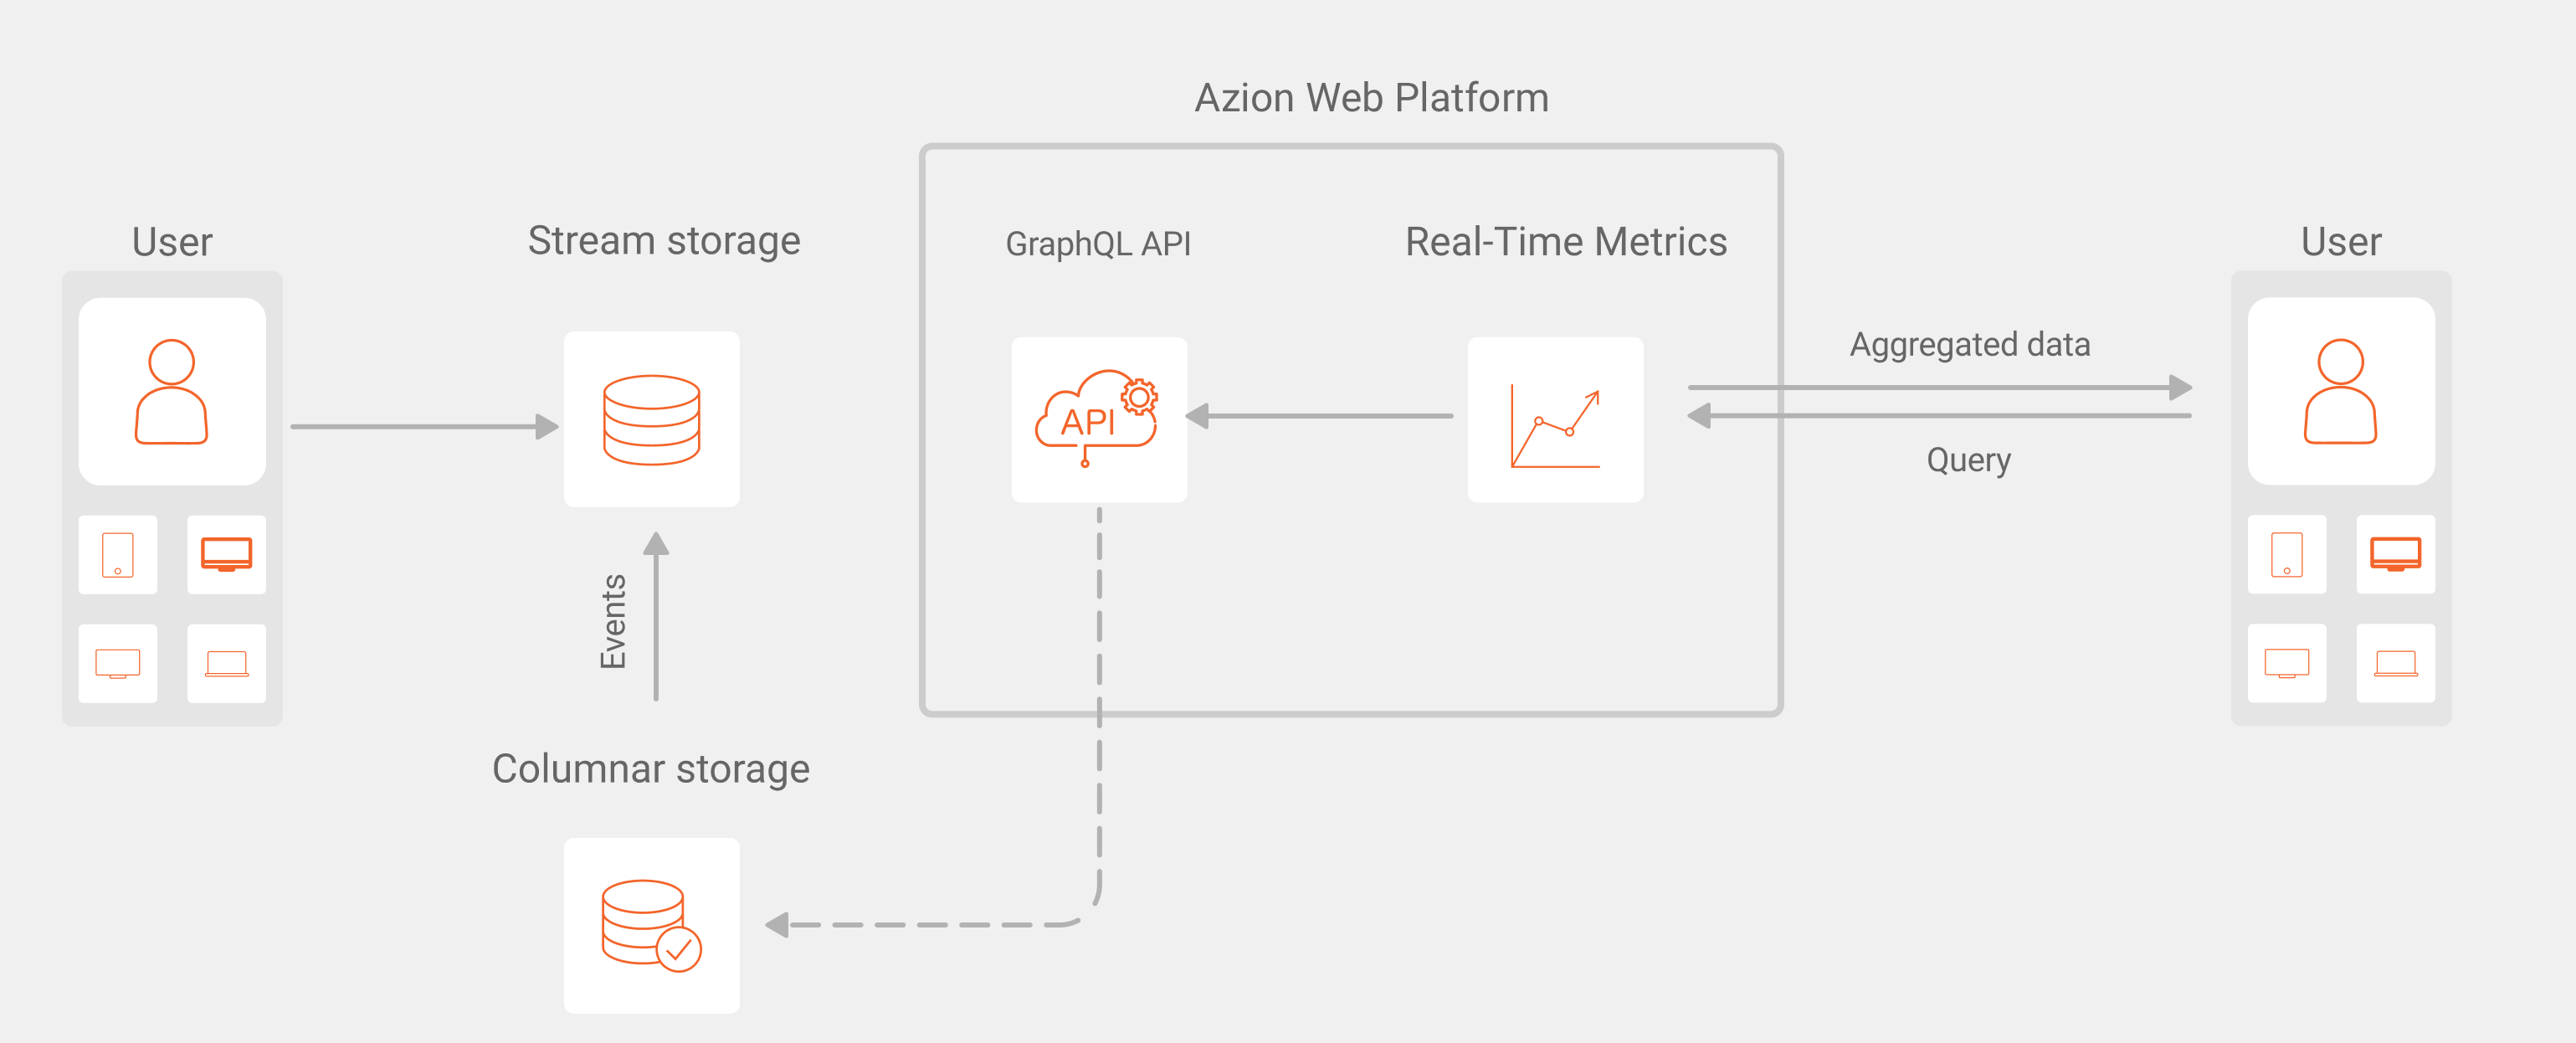 Azion Web Platform
User
Stream storage
GraphQL API
Real-Time Metrics
User
Aggregated data
API
Query
Events
Columnar storage